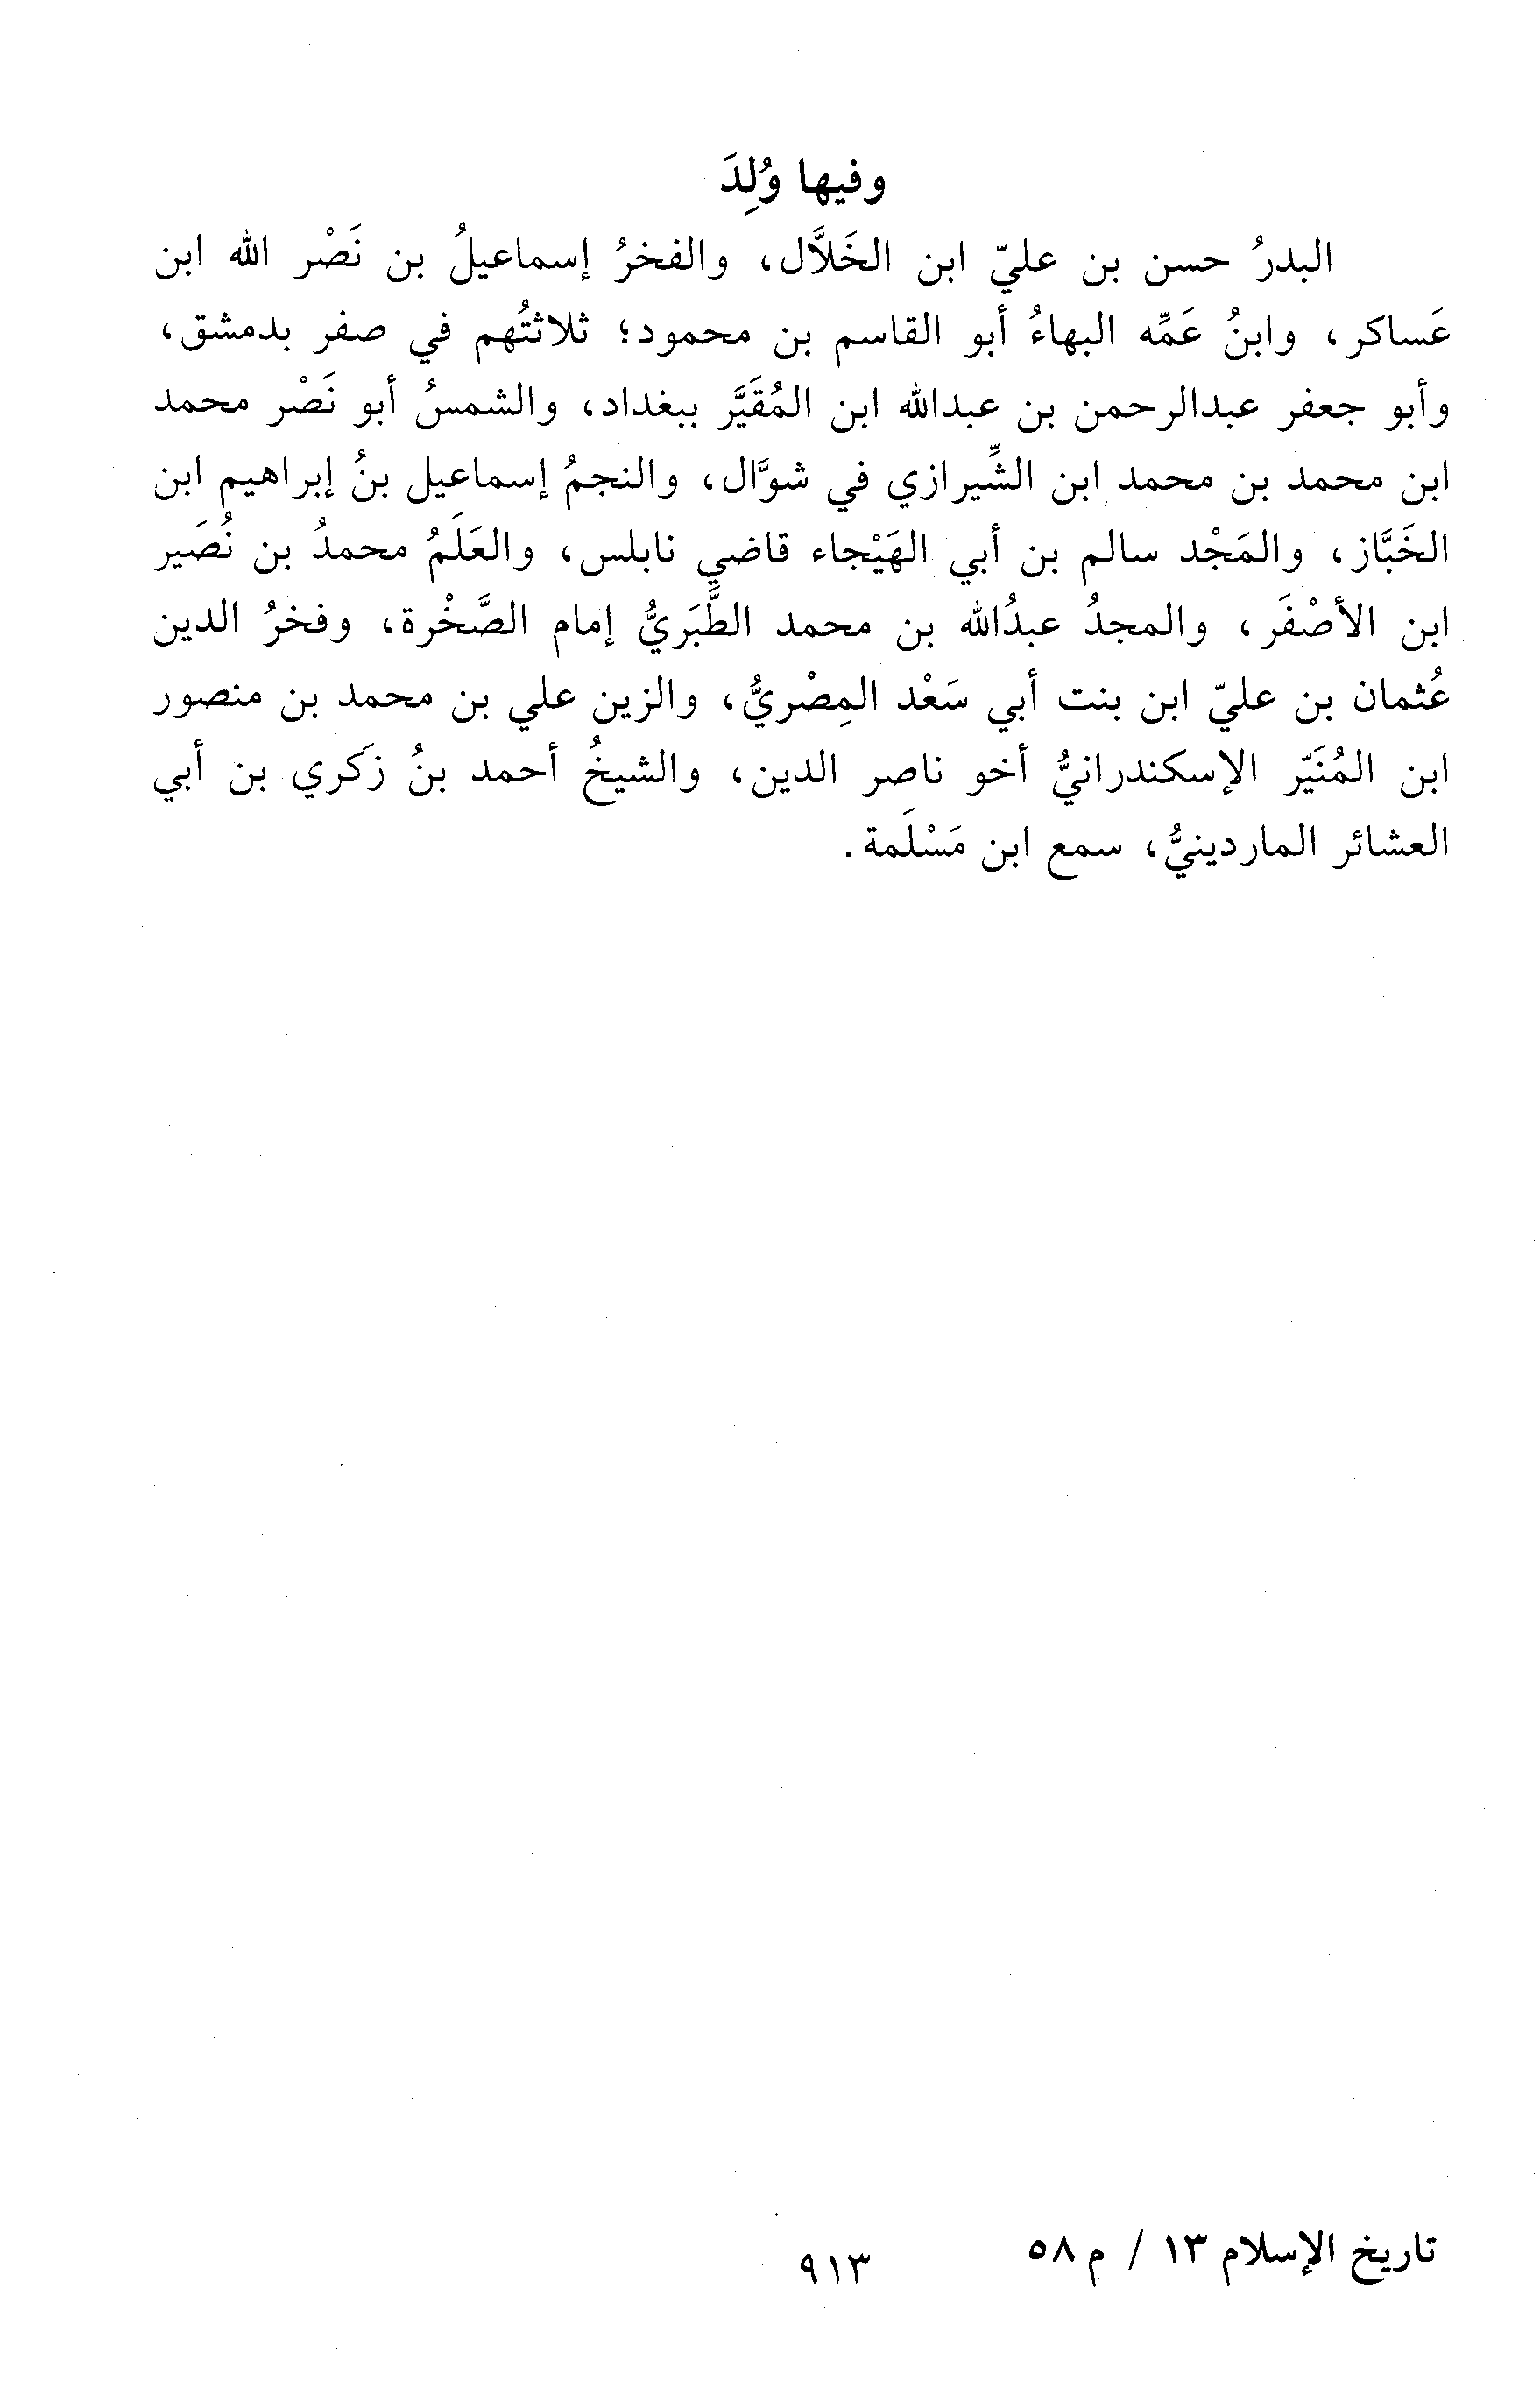 وفيها وُلِدَ
البدرُ حسن بن عليّ ابن الخَلاَّل، والفخرُ إسماعيلُ بن نَصْر الله ابن
عَساكر، وابنُ عَمِّه البهاءُ أبو القاسم بن محمود؛ ثلاثتُهم في صفر بدمشق،
وأبو جعفر عبدالرحمن بن عبدالله ابن المُقَيَّر ببغداد، والشمسُ أبو نَصْر محمد
ابن محمد بن محمد ابن الشِّيرازي في شوَّال، والنجمُ إسماعيل بنُ إبراهيم ابن
الخَبَّاز، والمَجْد سالم بن أبي الهَيْجاء قاضي نابلس، والعَلَمُ محمدُ بن نُصَير
ابن الأصْفَر، والمجدُ عبدُالله بن محمد الطَّبَريُّ إمام الصَّخْرة، وفخرُ الدين
عُثمان بن عليّ ابن بنت أبي سَعْد المِصْريُّ، والزين علي بن محمد بن منصور
ابن المُنَيّر الإسكندرانيُّ أخو ناصر الدين، والشيخُ أحمد بنُ زَكري بن أبي
العشائر الماردينيُّ، سمع ابن مَسْلَمة.
تاريخ الإسلام ١٣ / م ٥٨
٩١٣